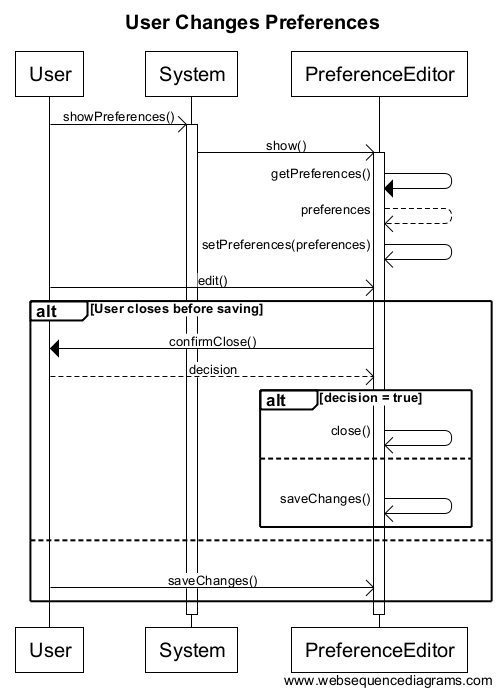 User Changes Preferences
User System PreferenceEditor
showPreferences()
show()
getPreferences()
preferences
setPreferences(preferences)
edit()
alt [User closes before saving]
confirmClose()
decision
alt [decision = true]
close()
saveChanges()
saveChanges()
User System PreferenceEditor
www.websequencediagrams.com